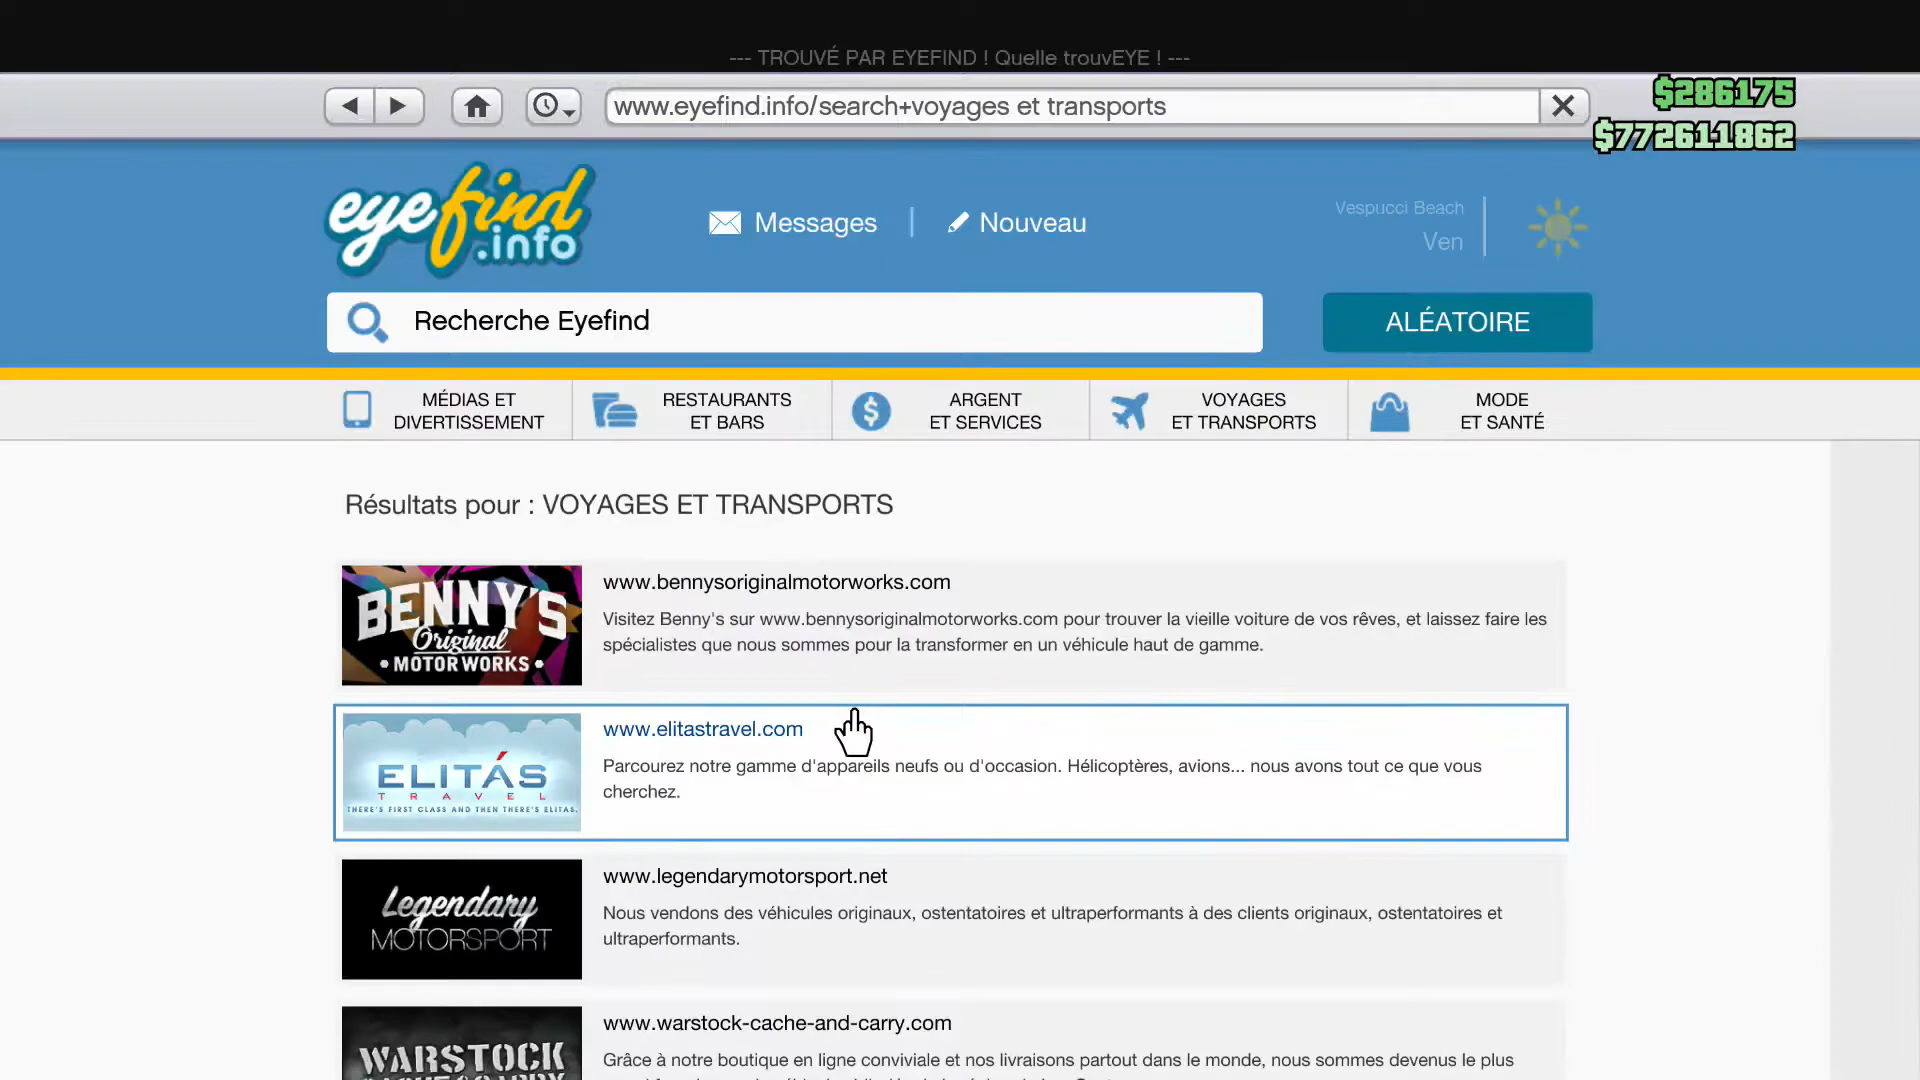 --- TROUVÉ PAR EYEFIND ! Quelle trouvEYE ! ---
www.eyefind.info/search+voyages et transports
$286175
$772611862
eyefind.info
Messages
Nouveau
Vespucci Beach
Ven
Recherche Eyefind
ALÉATOIRE
MÉDIAS ET
DIVERTISSEMENT
RESTAURANTS
ET BARS
ARGENT
ET SERVICES
VOYAGES
ET TRANSPORTS
MODE
ET SANTÉ
Résultats pour : VOYAGES ET TRANSPORTS
BENNY'S
Original
MOTOR WORKS
www.bennysoriginalmotorworks.com
Visitez Benny's sur www.bennysoriginalmotorworks.com pour trouver la vieille voiture de vos rêves, et laissez faire les
spécialistes que nous sommes pour la transformer en un véhicule haut de gamme.
ELITÁS
TRAVEL
THERE'S FIRST CLASS AND THEN THERE'S ELITAS.
www.elitastravel.com
Parcourez notre gamme d'appareils neufs ou d'occasion. Hélicoptères, avions... nous avons tout ce que vous
cherchez.
Legendary
MOTORSPORT
www.legendarymotorsport.net
Nous vendons des véhicules originaux, ostentatoires et ultraperformants à des clients originaux, ostentatoires et
ultraperformants.
WARSTOCK
www.warstock-cache-and-carry.com
Grâce à notre boutique en ligne conviviale et nos livraisons partout dans le monde, nous sommes devenus le plus